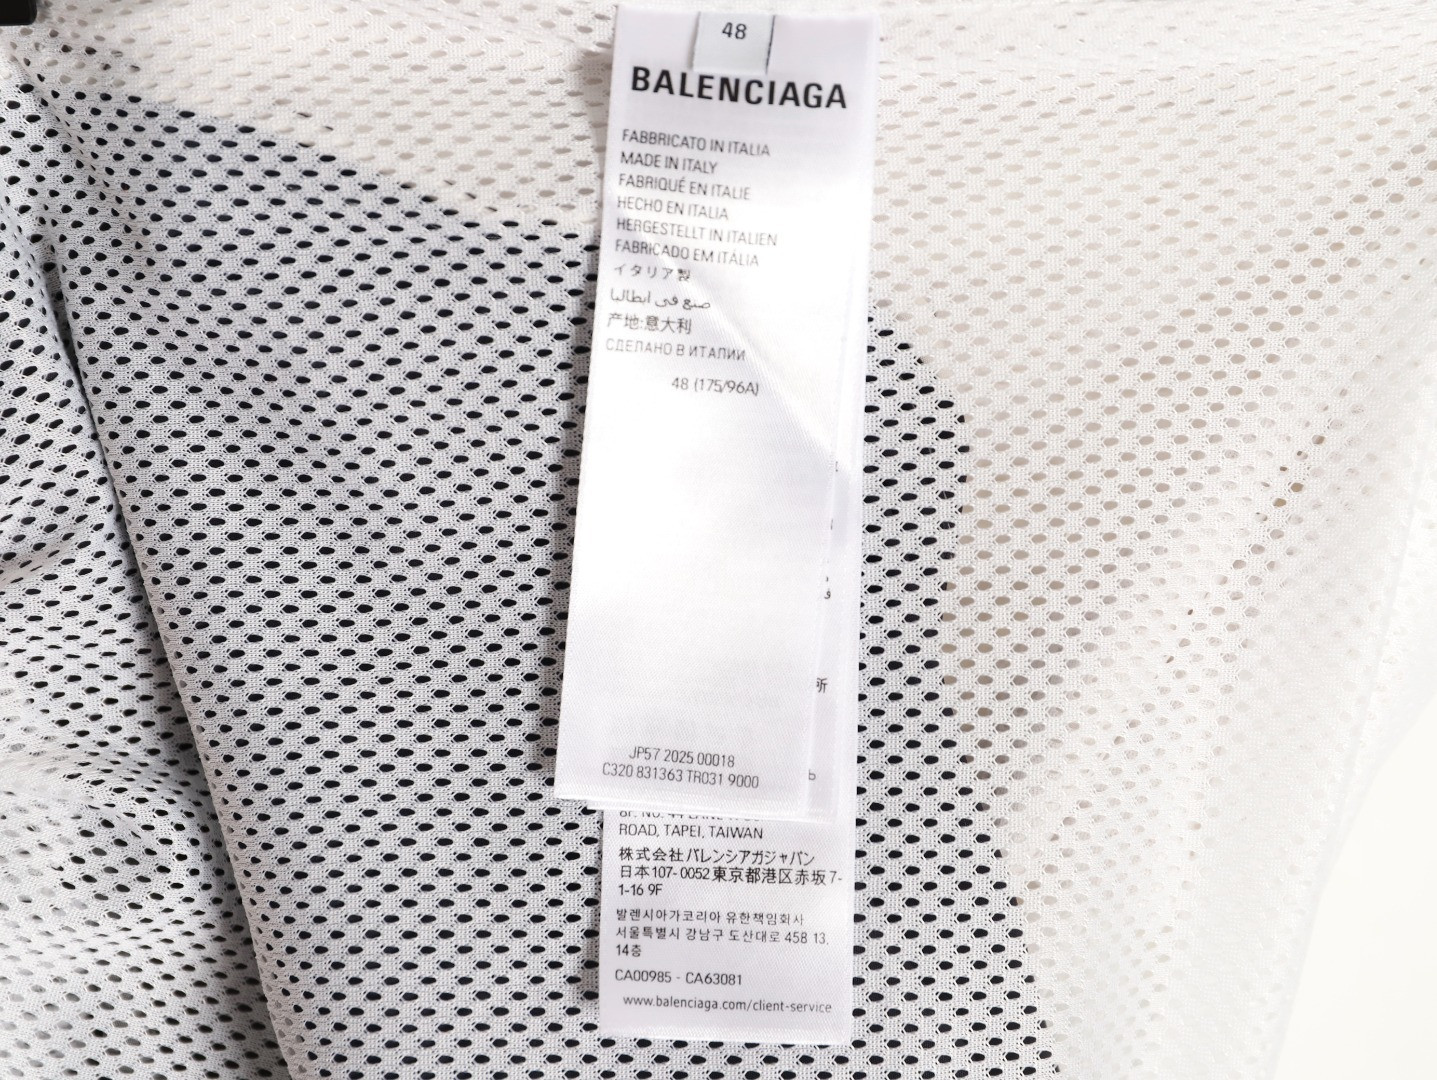 48
BALENCIAGA
FABBRICATO IN ITALIA
MADE IN ITALY
FABRIQUÉ EN ITALIE
HECHO EN ITALIA
HERGESTELLT IN ITALIEN
FABRICADO EM ITÁLIA
イタリア製
صنع في ايطاليا
产地:意大利
СДЕЛАНО В ИТАЛИИ
48 (175/96A)
所
JP57 2025 00018
C320 831363 TR031 9000
ROAD, TAPEI, TAIWAN
株式会社バレンシアガジャパン
日本107-0052東京都港区赤坂7-
1-16 9F
발렌시아가코리아 유한책임회사
서울특별시 강남구 도산대로 458 13,
14층
CA00985 - CA63081
www.balenciaga.com/client-service